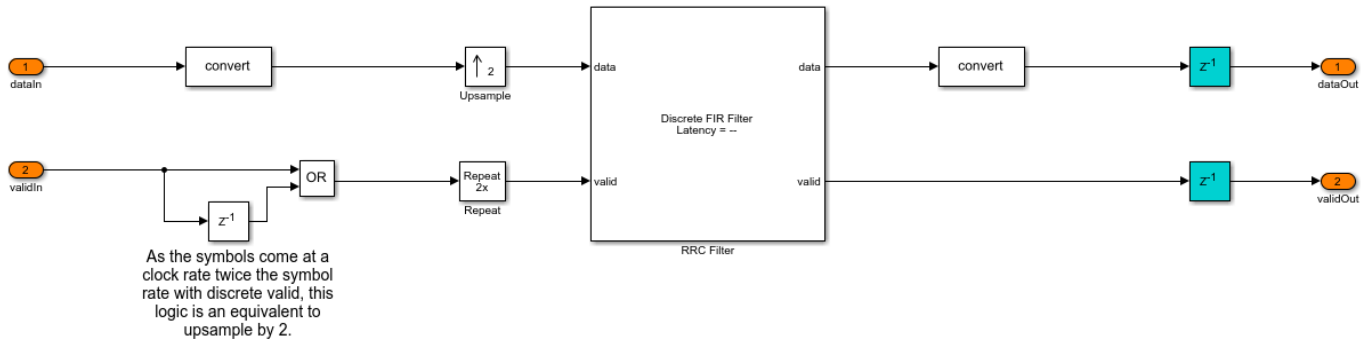 1
dataIn
convert
↑ 2
Upsample
data
data
Discrete FIR Filter
Latency = --
convert
z-1
1
dataOut
2
validIn
OR
z-1
Repeat
2x
Repeat
valid
valid
RRC Filter
z-1
2
validOut
As the symbols come at a
clock rate twice the symbol
rate with discrete valid, this
logic is an equivalent to
upsample by 2.